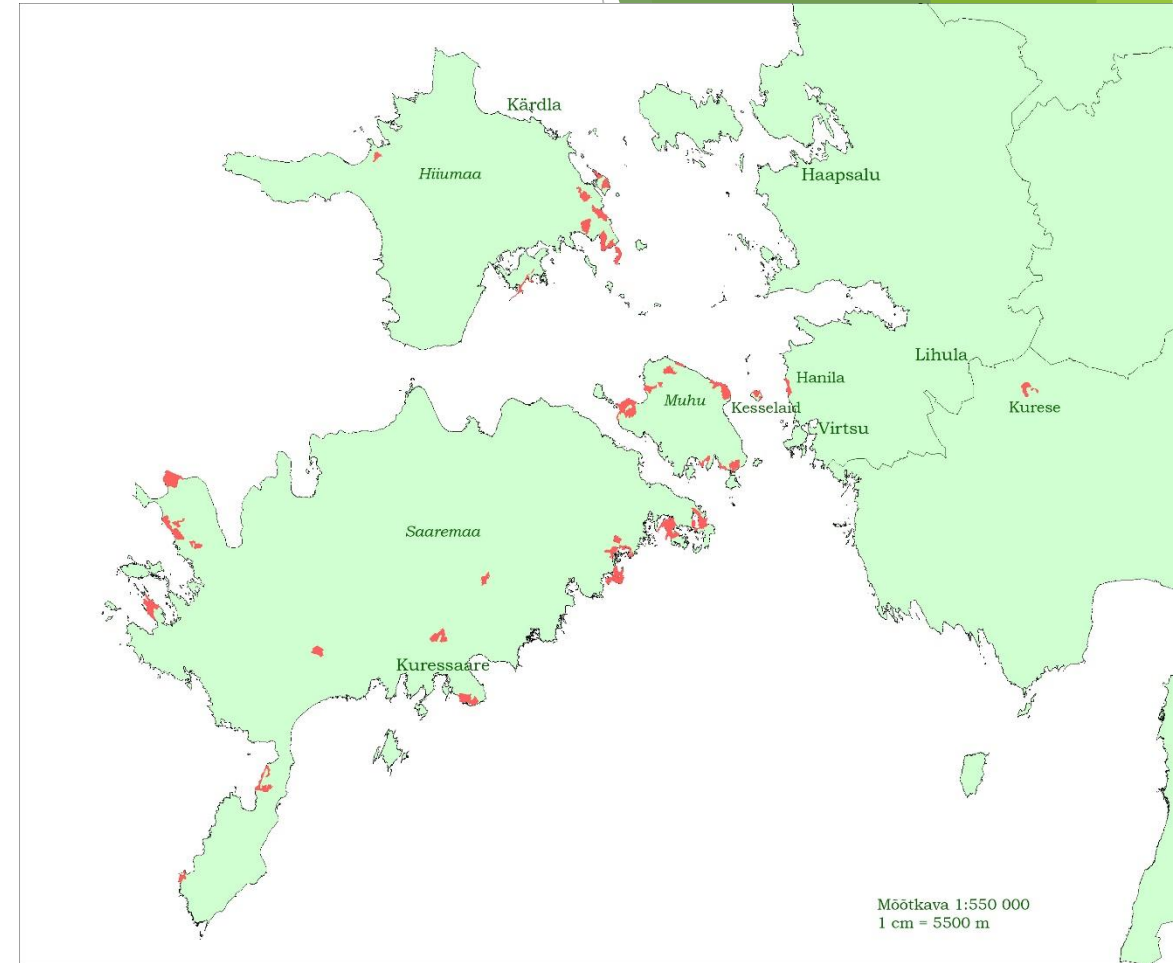 Kärdla
Hiiumaa
Haapsalu
Lihula
Hanila
Muhu
Kesselaid
Kurese
Virtsu
Saaremaa
Kuressaare
Mõõtkava 1:550 000
1 cm = 5500 m